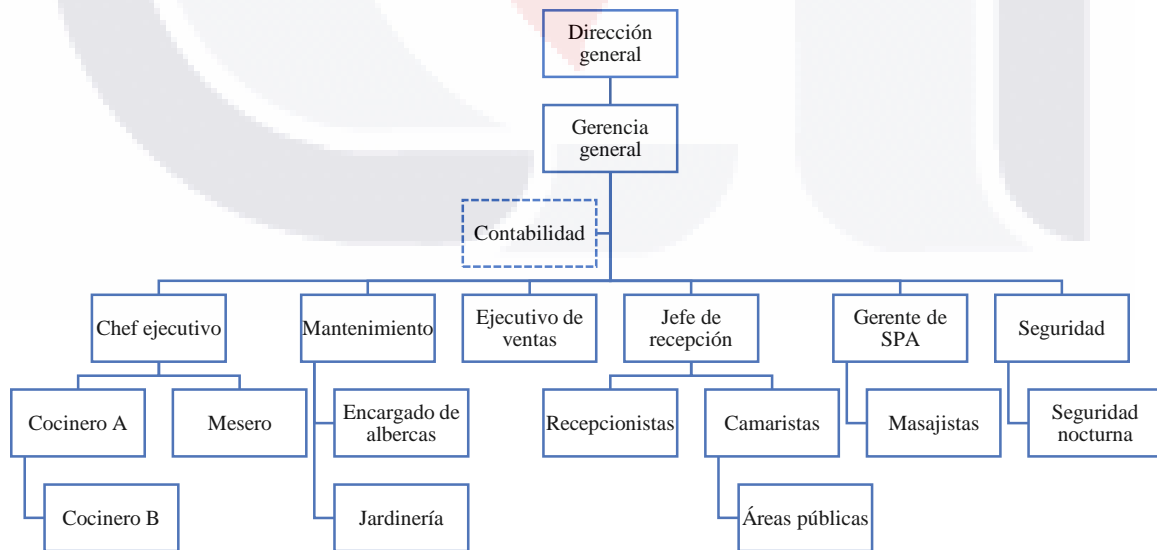 Dirección
general
Gerencia
general
Contabilidad
Chef ejecutivo
Mantenimiento
Ejecutivo de
ventas
Jefe de
recepción
Gerente de
SPA
Seguridad
Cocinero A
Mesero
Encargado de
albercas
Recepcionistas
Camaristas
Masajistas
Seguridad
nocturna
Cocinero B
Jardinería
Áreas públicas